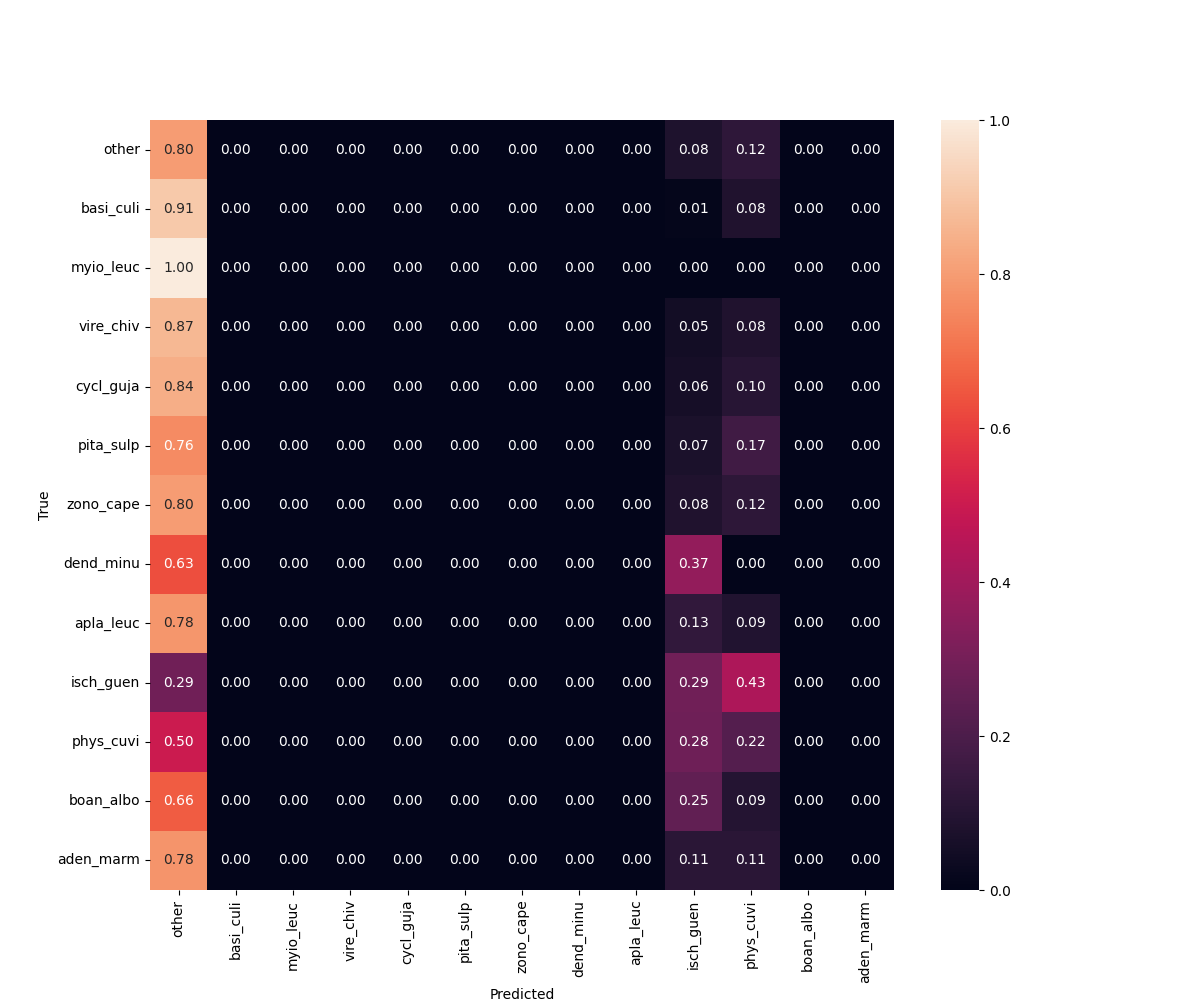 other 0.80 0.00 0.00 0.00 0.00 0.00 0.00 0.00 0.00 0.08 0.12 0.00 0.00
basi_culi 0.91 0.00 0.00 0.00 0.00 0.00 0.00 0.00 0.00 0.01 0.08 0.00 0.00
myio_leuc 1.00 0.00 0.00 0.00 0.00 0.00 0.00 0.00 0.00 0.00 0.00 0.00 0.00
vire_chiv 0.87 0.00 0.00 0.00 0.00 0.00 0.00 0.00 0.00 0.05 0.08 0.00 0.00
cycl_guja 0.84 0.00 0.00 0.00 0.00 0.00 0.00 0.00 0.00 0.06 0.10 0.00 0.00
pita_sulp 0.76 0.00 0.00 0.00 0.00 0.00 0.00 0.00 0.00 0.07 0.17 0.00 0.00
zono_cape 0.80 0.00 0.00 0.00 0.00 0.00 0.00 0.00 0.00 0.08 0.12 0.00 0.00
dend_minu 0.63 0.00 0.00 0.00 0.00 0.00 0.00 0.00 0.00 0.37 0.00 0.00 0.00
apla_leuc 0.78 0.00 0.00 0.00 0.00 0.00 0.00 0.00 0.00 0.13 0.09 0.00 0.00
isch_guen 0.29 0.00 0.00 0.00 0.00 0.00 0.00 0.00 0.00 0.29 0.43 0.00 0.00
phys_cuvi 0.50 0.00 0.00 0.00 0.00 0.00 0.00 0.00 0.00 0.28 0.22 0.00 0.00
boan_albo 0.66 0.00 0.00 0.00 0.00 0.00 0.00 0.00 0.00 0.25 0.09 0.00 0.00
aden_marm 0.78 0.00 0.00 0.00 0.00 0.00 0.00 0.00 0.00 0.11 0.11 0.00 0.00
True
other basi_culi myio_leuc vire_chiv cycl_guja pita_sulp zono_cape dend_minu apla_leuc isch_guen phys_cuvi boan_albo aden_marm
Predicted
1.0
0.8
0.6
0.4
0.2
0.0